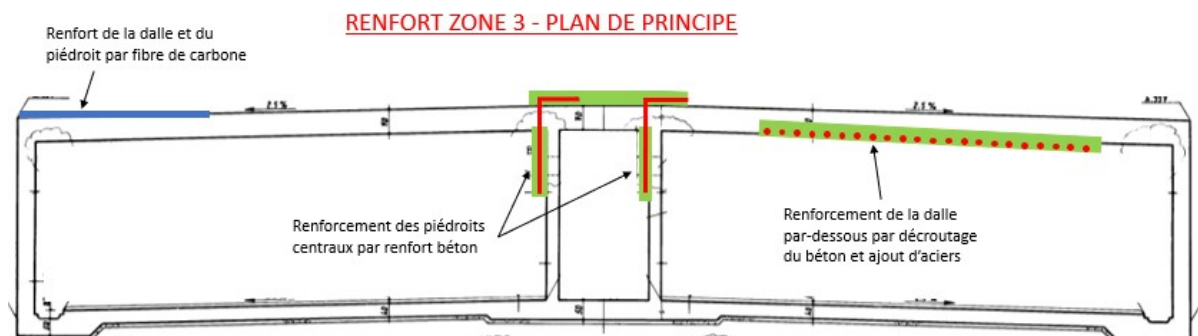 RENFORT ZONE 3 - PLAN DE PRINCIPE
Renfort de la dalle et du
piédroit par fibre de carbone
2.5 %
2.5 %
Renforcement des piédroits
centraux par renfort béton
Renforcement de la dalle
par-dessous par décroutage
du béton et ajout d'aciers